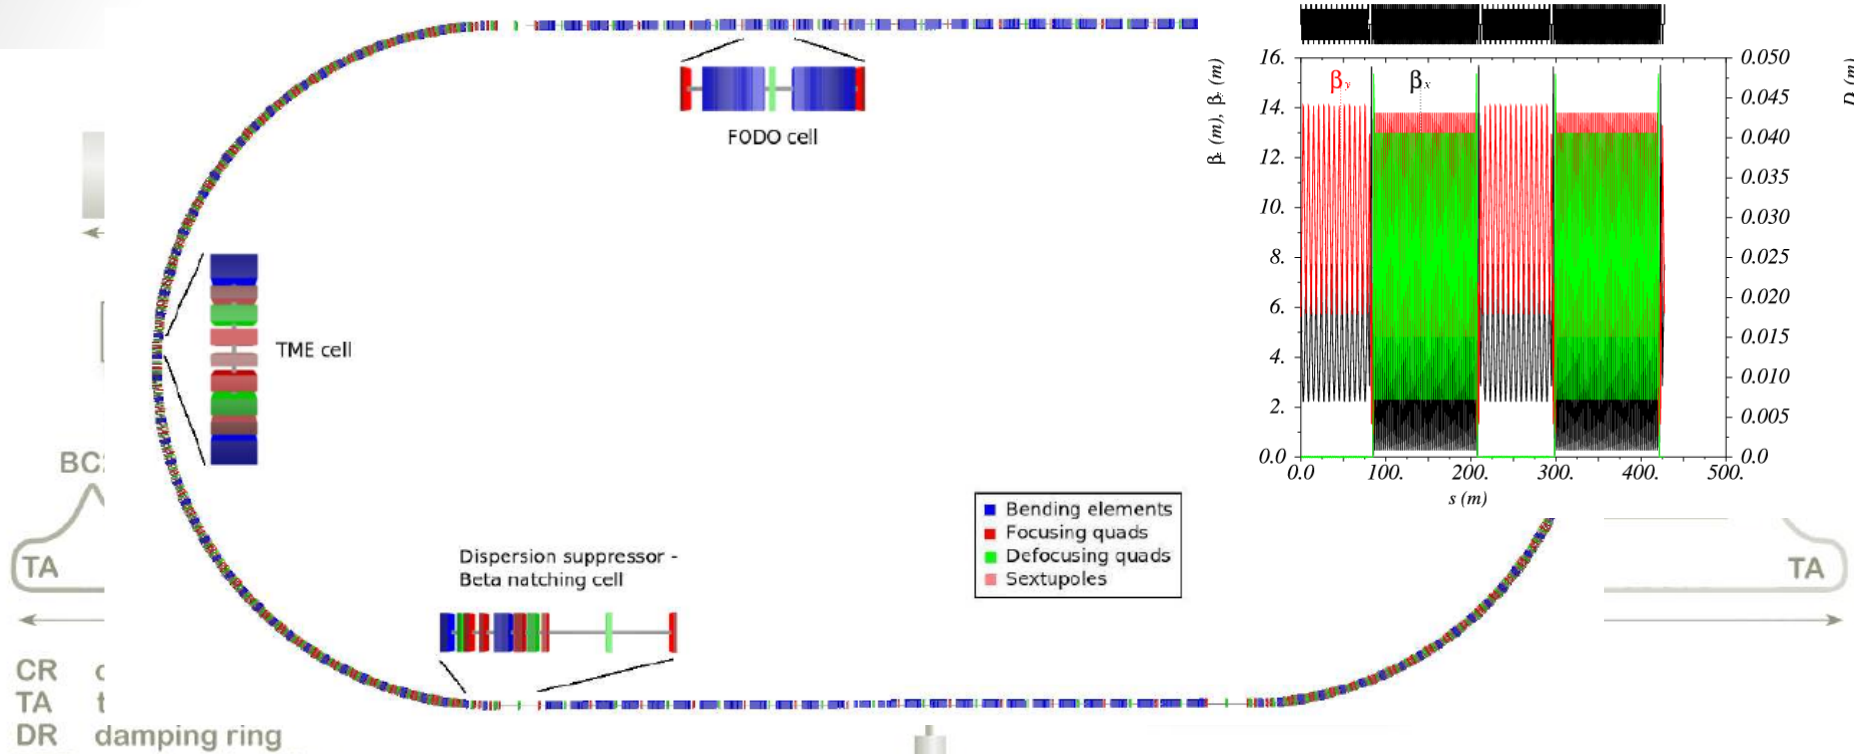 FODO cell
TME cell
Dispersion suppressor -
Beta natching cell
Bending elements
Focusing quads
Defocusing quads
Sextupoles
βy
βx
16.
14.
12.
10.
8.
6.
4.
2.
0.0
0.050
0.045
0.040
0.035
0.030
0.025
0.020
0.015
0.010
0.005
0.0
0.0
100.
200.
300.
400.
500.
s (m)
TA
TA
CR
TA
DR damping ring